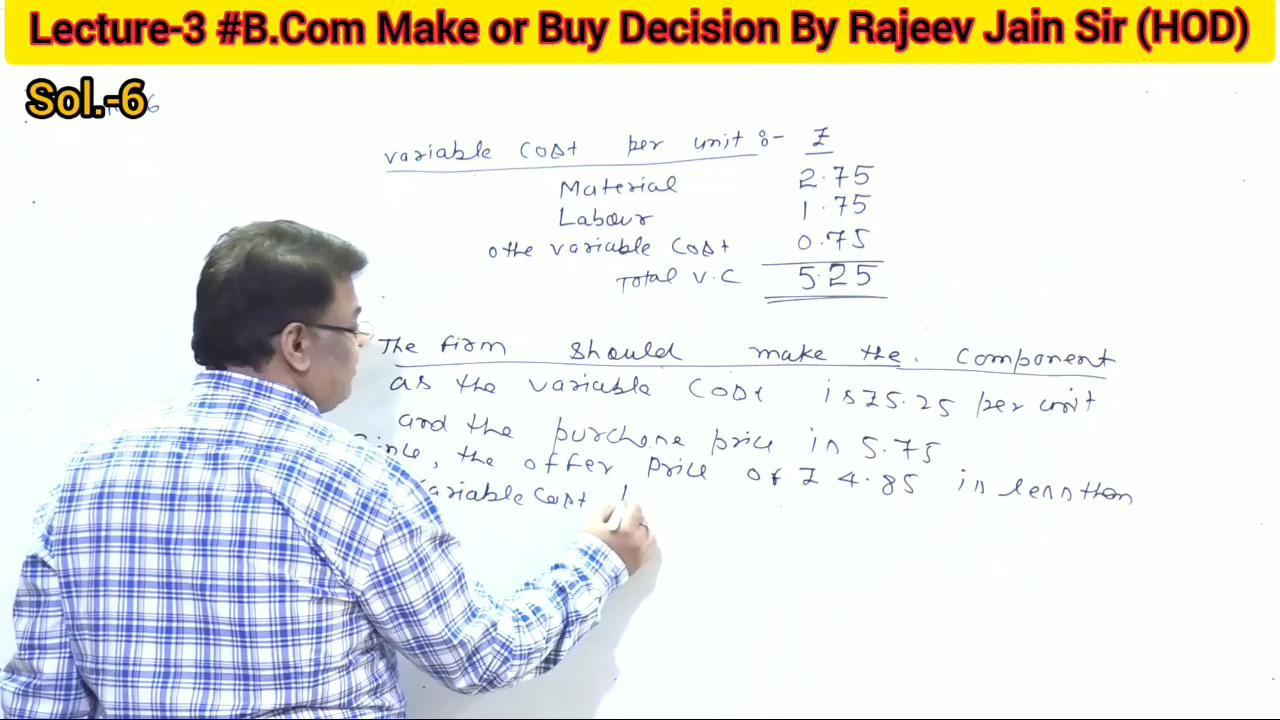 Lecture-3 #B.Com Make or Buy Decision By Rajeev Jain Sir (HOD)
Sol.-6
variable cost per unit :- ₹
Material 2.75
Labour 1.75
othe variable cost 0.75
Total V.C 5.25
The firm should make the component
as the variable cost is ₹5.25 per unit
and the purchase price is 5.75
Since, the offer price of ₹ 4.85 is less than
variable cost